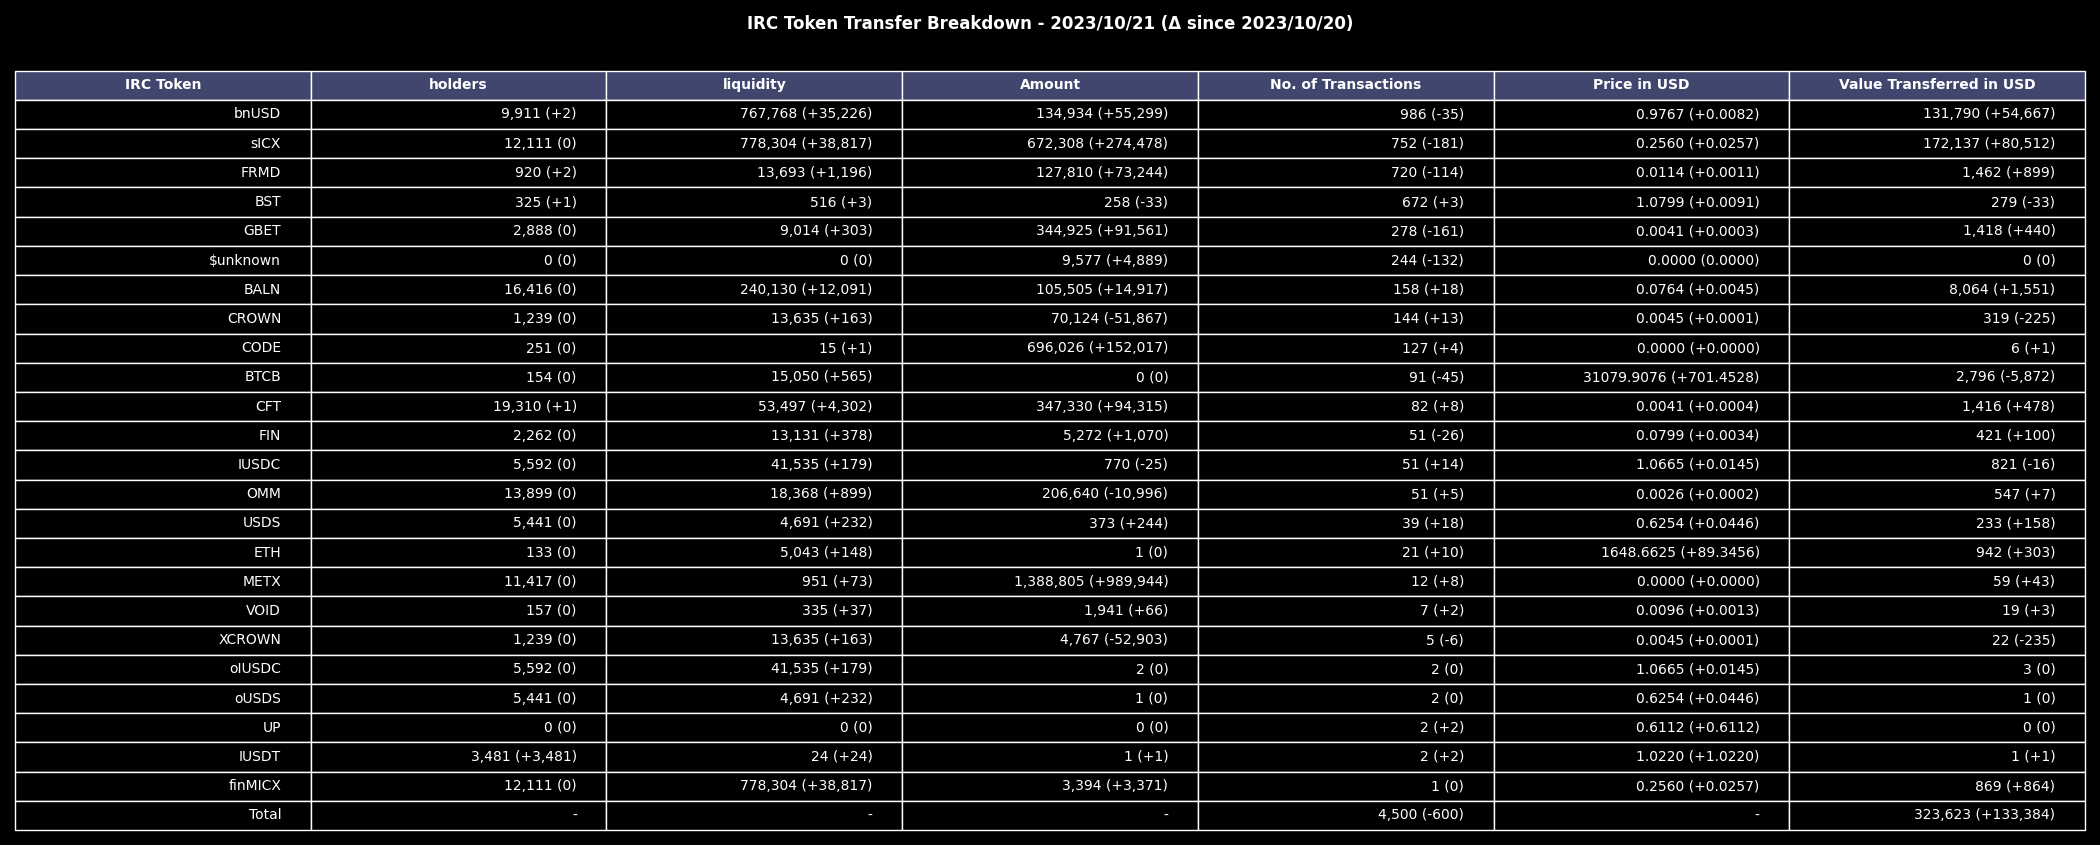 IRC Token Transfer Breakdown - 2023/10/21 (Δ since 2023/10/20)
IRC Token holders liquidity Amount No. of Transactions Price in USD Value Transferred in USD
bnUSD 9,911 (+2) 767,768 (+35,226) 134,934 (+55,299) 986 (-35) 0.9767 (+0.0082) 131,790 (+54,667)
sICX 12,111 (0) 778,304 (+38,817) 672,308 (+274,478) 752 (-181) 0.2560 (+0.0257) 172,137 (+80,512)
FRMD 920 (+2) 13,693 (+1,196) 127,810 (+73,244) 720 (-114) 0.0114 (+0.0011) 1,462 (+899)
BST 325 (+1) 516 (+3) 258 (-33) 672 (+3) 1.0799 (+0.0091) 279 (-33)
GBET 2,888 (0) 9,014 (+303) 344,925 (+91,561) 278 (-161) 0.0041 (+0.0003) 1,418 (+440)
$unknown 0 (0) 0 (0) 9,577 (+4,889) 244 (-132) 0.0000 (0.0000) 0 (0)
BALN 16,416 (0) 240,130 (+12,091) 105,505 (+14,917) 158 (+18) 0.0764 (+0.0045) 8,064 (+1,551)
CROWN 1,239 (0) 13,635 (+163) 70,124 (-51,867) 144 (+13) 0.0045 (+0.0001) 319 (-225)
CODE 251 (0) 15 (+1) 696,026 (+152,017) 127 (+4) 0.0000 (+0.0000) 6 (+1)
BTCB 154 (0) 15,050 (+565) 0 (0) 91 (-45) 31079.9076 (+701.4528) 2,796 (-5,872)
CFT 19,310 (+1) 53,497 (+4,302) 347,330 (+94,315) 82 (+8) 0.0041 (+0.0004) 1,416 (+478)
FIN 2,262 (0) 13,131 (+378) 5,272 (+1,070) 51 (-26) 0.0799 (+0.0034) 421 (+100)
IUSDC 5,592 (0) 41,535 (+179) 770 (-25) 51 (+14) 1.0665 (+0.0145) 821 (-16)
OMM 13,899 (0) 18,368 (+899) 206,640 (-10,996) 51 (+5) 0.0026 (+0.0002) 547 (+7)
USDS 5,441 (0) 4,691 (+232) 373 (+244) 39 (+18) 0.6254 (+0.0446) 233 (+158)
ETH 133 (0) 5,043 (+148) 1 (0) 21 (+10) 1648.6625 (+89.3456) 942 (+303)
METX 11,417 (0) 951 (+73) 1,388,805 (+989,944) 12 (+8) 0.0000 (+0.0000) 59 (+43)
VOID 157 (0) 335 (+37) 1,941 (+66) 7 (+2) 0.0096 (+0.0013) 19 (+3)
XCROWN 1,239 (0) 13,635 (+163) 4,767 (-52,903) 5 (-6) 0.0045 (+0.0001) 22 (-235)
oIUSDC 5,592 (0) 41,535 (+179) 2 (0) 2 (0) 1.0665 (+0.0145) 3 (0)
oUSDS 5,441 (0) 4,691 (+232) 1 (0) 2 (0) 0.6254 (+0.0446) 1 (0)
UP 0 (0) 0 (0) 0 (0) 2 (+2) 0.6112 (+0.6112) 0 (0)
IUSDT 3,481 (+3,481) 24 (+24) 1 (+1) 2 (+2) 1.0220 (+1.0220) 1 (+1)
finMICX 12,111 (0) 778,304 (+38,817) 3,394 (+3,371) 1 (0) 0.2560 (+0.0257) 869 (+864)
Total - - - 4,500 (-600) - 323,623 (+133,384)